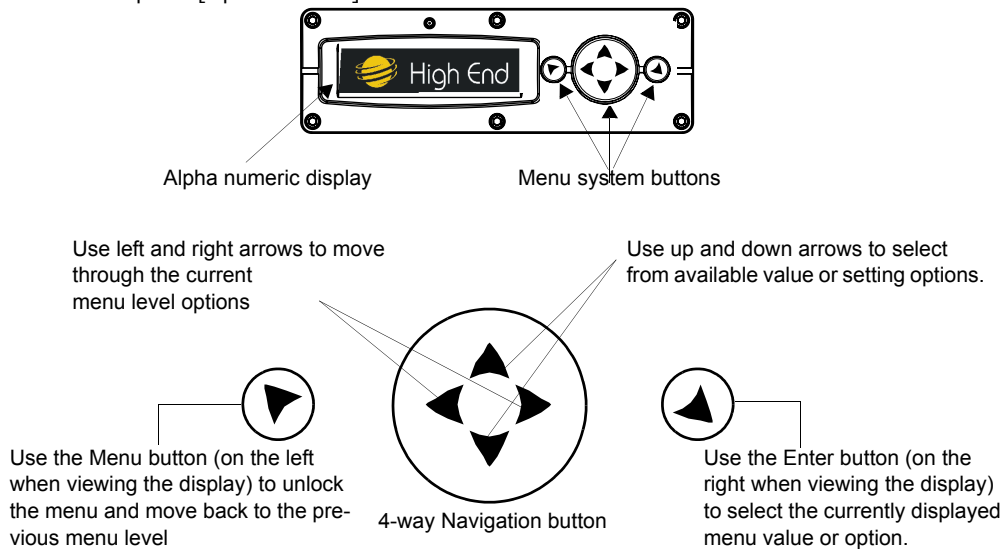 High End
Alpha numeric display
Menu system buttons
Use left and right arrows to move
through the current
menu level options
Use up and down arrows to select
from available value or setting options.
Use the Menu button (on the left
when viewing the display) to unlock
the menu and move back to the pre-
vious menu level
4-way Navigation button
Use the Enter button (on the
right when viewing the display)
to select the currently displayed
menu value or option.